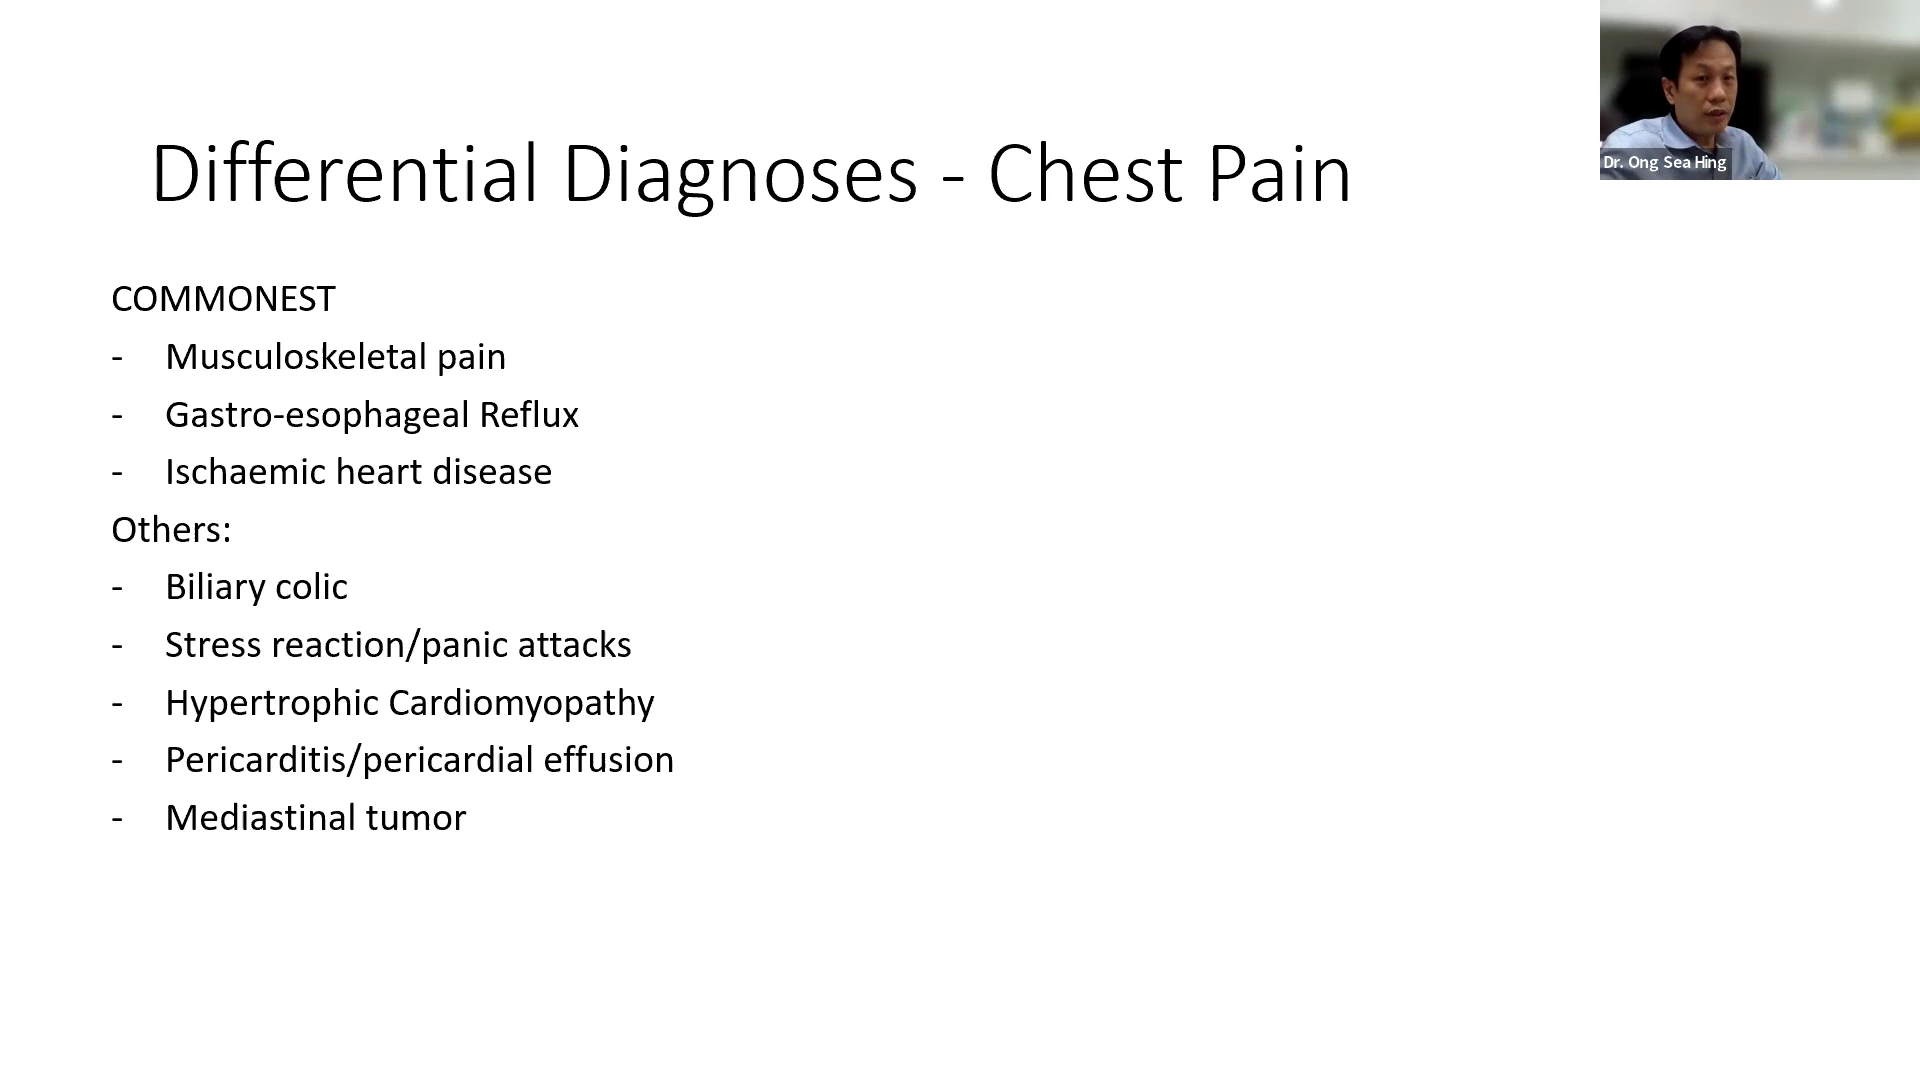 Differential Diagnoses - Chest Pain
Dr. Ong Sea Hing
COMMONEST
- Musculoskeletal pain
- Gastro-esophageal Reflux
- Ischaemic heart disease
Others:
- Biliary colic
- Stress reaction/panic attacks
- Hypertrophic Cardiomyopathy
- Pericarditis/pericardial effusion
- Mediastinal tumor